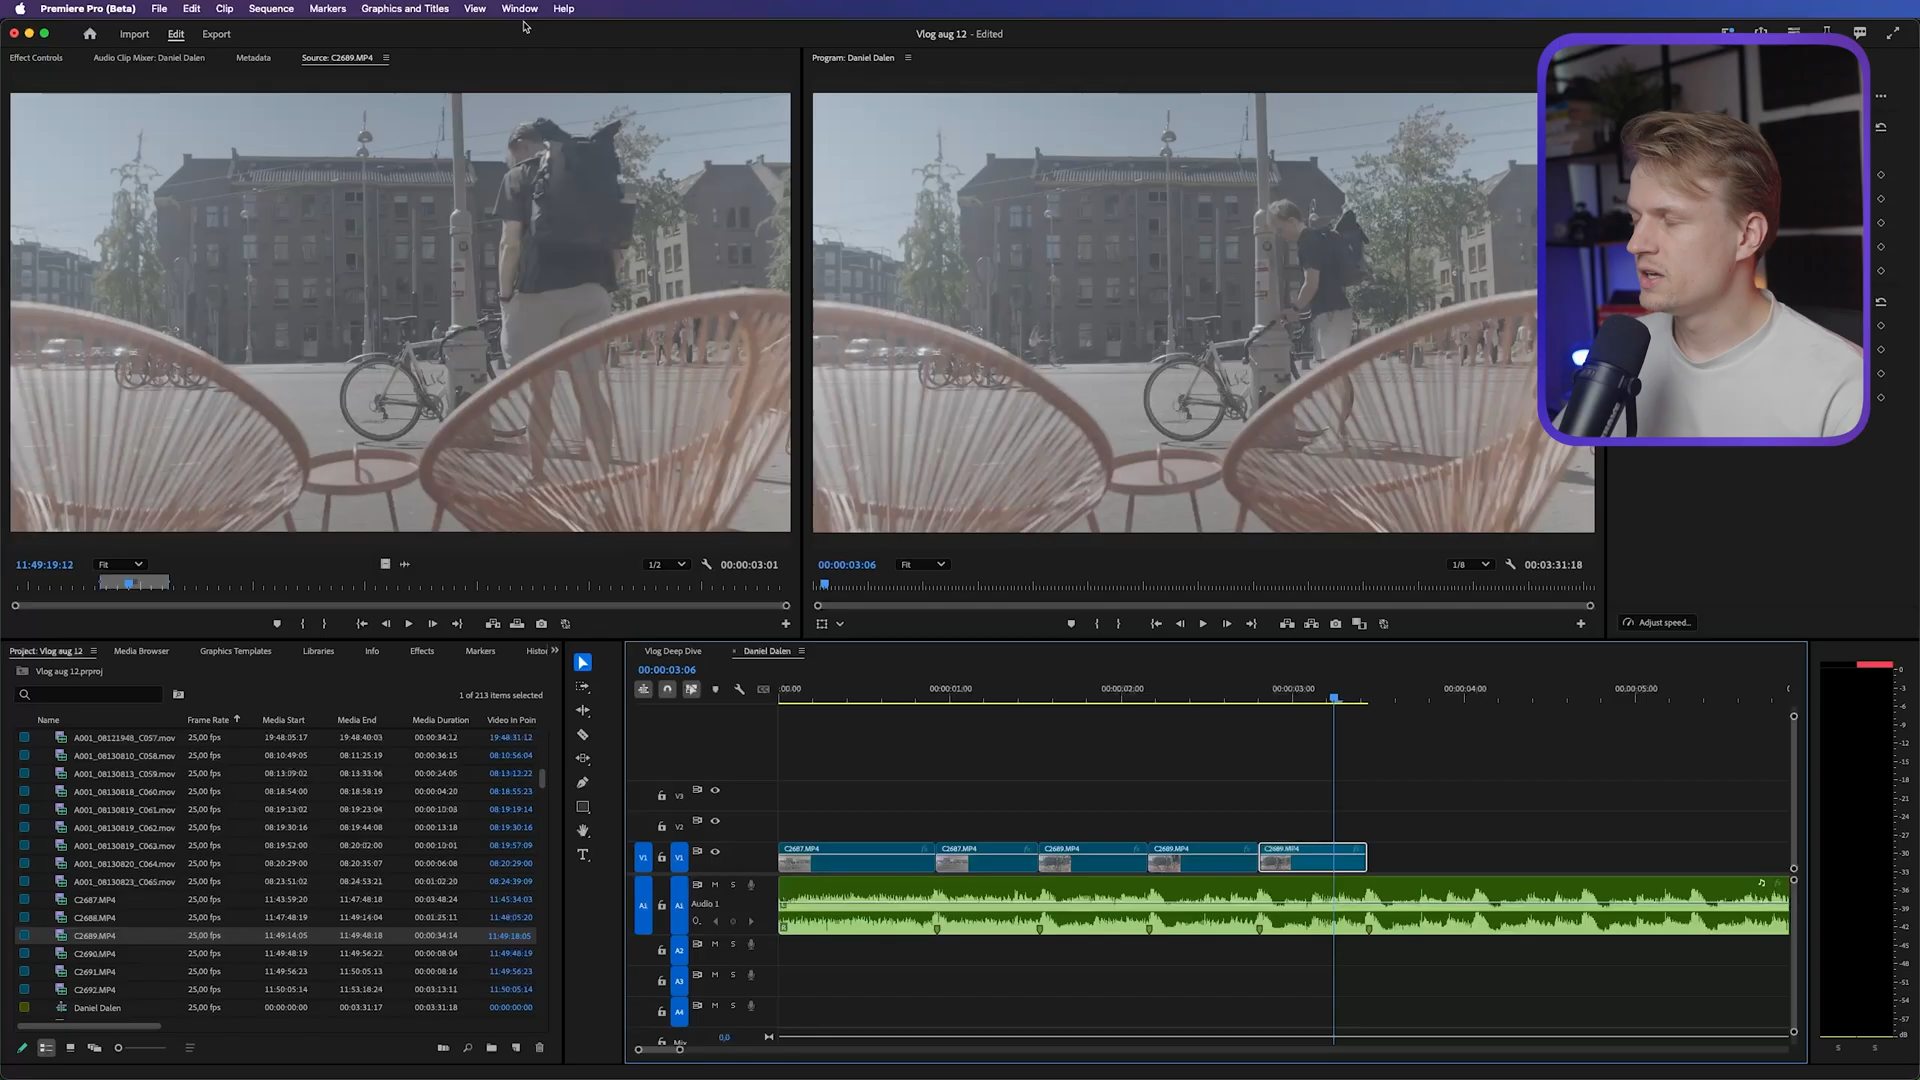 Premiere Pro (Beta) File Edit Clip Sequence Markers Graphics and Titles View Window Help
Import Edit Export
Vlog aug 12 - Edited
Effect Controls Audio Clip Mixer: Daniel Dalen Metadata Source: C2689.MP4
Program: Daniel Dalen
11:49:19:12 Fit 1/2 00:00:03:01
00:00:03:06 Fit 1/8 00:03:31:18
Adjust speed...
Project: Vlog aug 12 Media Browser Graphics Templates Libraries Info Effects Markers Histor
Vlog aug 12.prproj
1 of 213 items selected
Name Frame Rate Media Start Media End Media Duration Video In Poin
A001_08121948_C057.mov 25,00 fps 19:48:05:17 19:48:40:03 00:00:34:12 19:48:31:12
A001_08130810_C058.mov 25,00 fps 08:10:49:05 08:11:25:19 00:00:36:15 08:10:56:04
A001_08130813_C059.mov 25,00 fps 08:13:09:02 08:13:33:06 00:00:24:05 08:13:12:22
A001_08130818_C060.mov 25,00 fps 08:18:54:00 08:18:58:19 00:00:04:20 08:18:55:23
A001_08130819_C061.mov 25,00 fps 08:19:13:02 08:19:23:04 00:00:10:03 08:19:19:14
A001_08130819_C062.mov 25,00 fps 08:19:30:16 08:19:44:08 00:00:13:18 08:19:30:16
A001_08130819_C063.mov 25,00 fps 08:19:52:00 08:20:02:00 00:00:10:01 08:19:57:09
A001_08130820_C064.mov 25,00 fps 08:20:29:00 08:20:35:07 00:00:06:08 08:20:29:00
A001_08130823_C065.mov 25,00 fps 08:23:51:02 08:24:53:21 00:01:02:20 08:24:39:09
C2687.MP4 25,00 fps 11:43:59:20 11:47:48:18 00:03:48:24 11:45:34:03
C2688.MP4 25,00 fps 11:47:48:19 11:49:14:04 00:01:25:11 11:48:05:20
C2689.MP4 25,00 fps 11:49:14:05 11:49:48:18 00:00:34:14 11:49:18:05
C2690.MP4 25,00 fps 11:49:48:19 11:49:56:22 00:00:08:04 11:49:48:19
C2691.MP4 25,00 fps 11:49:56:23 11:50:05:13 00:00:08:16 11:49:56:23
C2692.MP4 25,00 fps 11:50:05:14 11:53:18:24 00:03:13:11 11:50:05:14
Daniel Dalen 25,00 fps 00:00:00:00 00:03:31:17 00:03:31:18 00:00:00:00
Vlog Deep Dive Daniel Dalen
00:00:03:06
:00:00 00:00:01:00 00:00:02:00 00:00:03:00 00:00:04:00 00:00:05:00
V3
V2
V1 V1 C2687.MP4 C2687.MP4 C2689.MP4 C2689.MP4 C2689.MP4
A1 A1 M S
Audio 1
A2 M S
A3 M S
A4 M S
Mix 0,0
0
-3
-6
-9
-12
-15
-18
-21
-24
-27
-30
-33
-36
-39
-42
-45
-48
-51
-54
-57
dB
S S